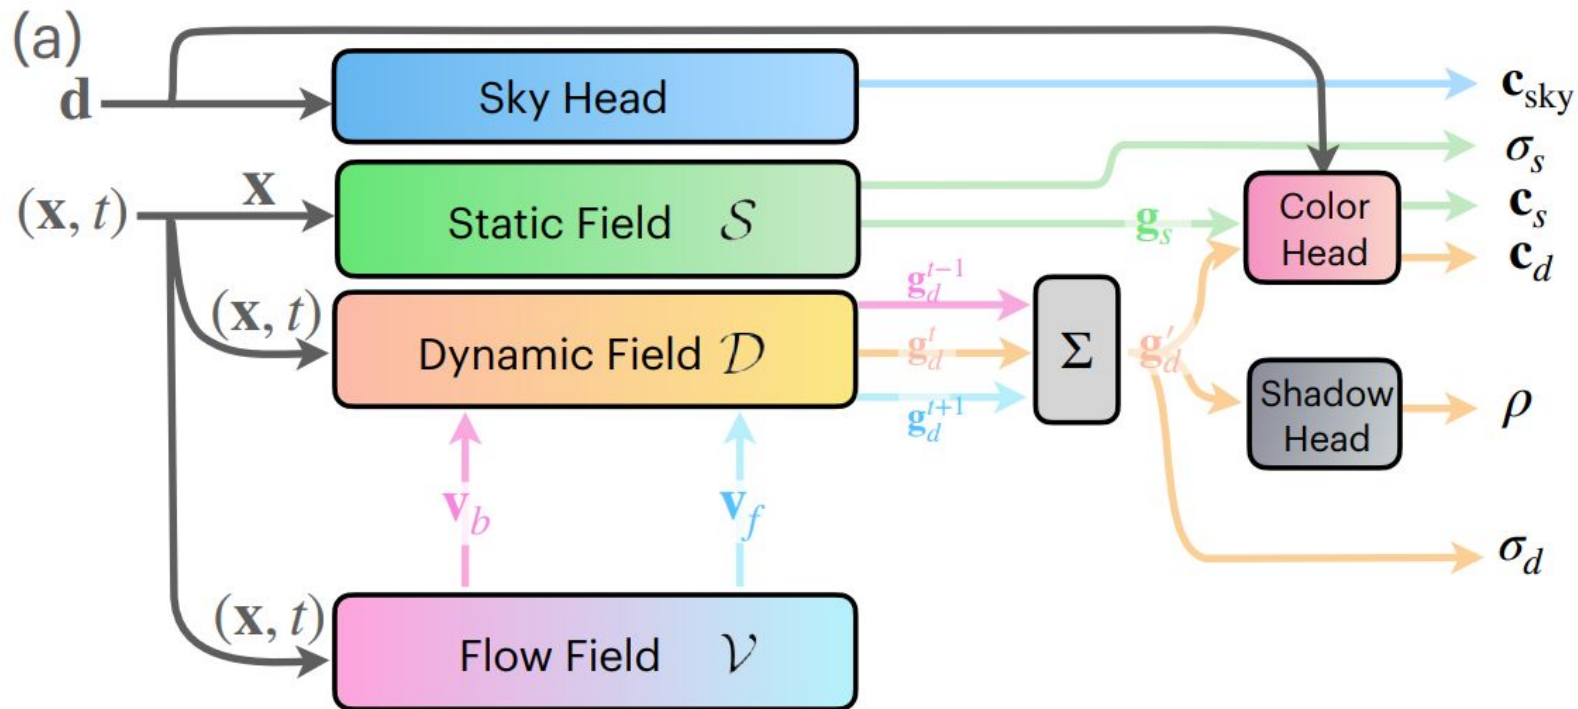 (a)
d
Sky Head
c_sky
σ_s
(x, t)
x
Static Field 𝒮
g_s
Color
Head
c_s
c_d
(x, t)
Dynamic Field 𝒟
g_d^{t−1}
g_d^t
g_d^{t+1}
Σ
g′_d
Shadow
Head
ρ
v_b
v_f
σ_d
(x, t)
Flow Field 𝒱